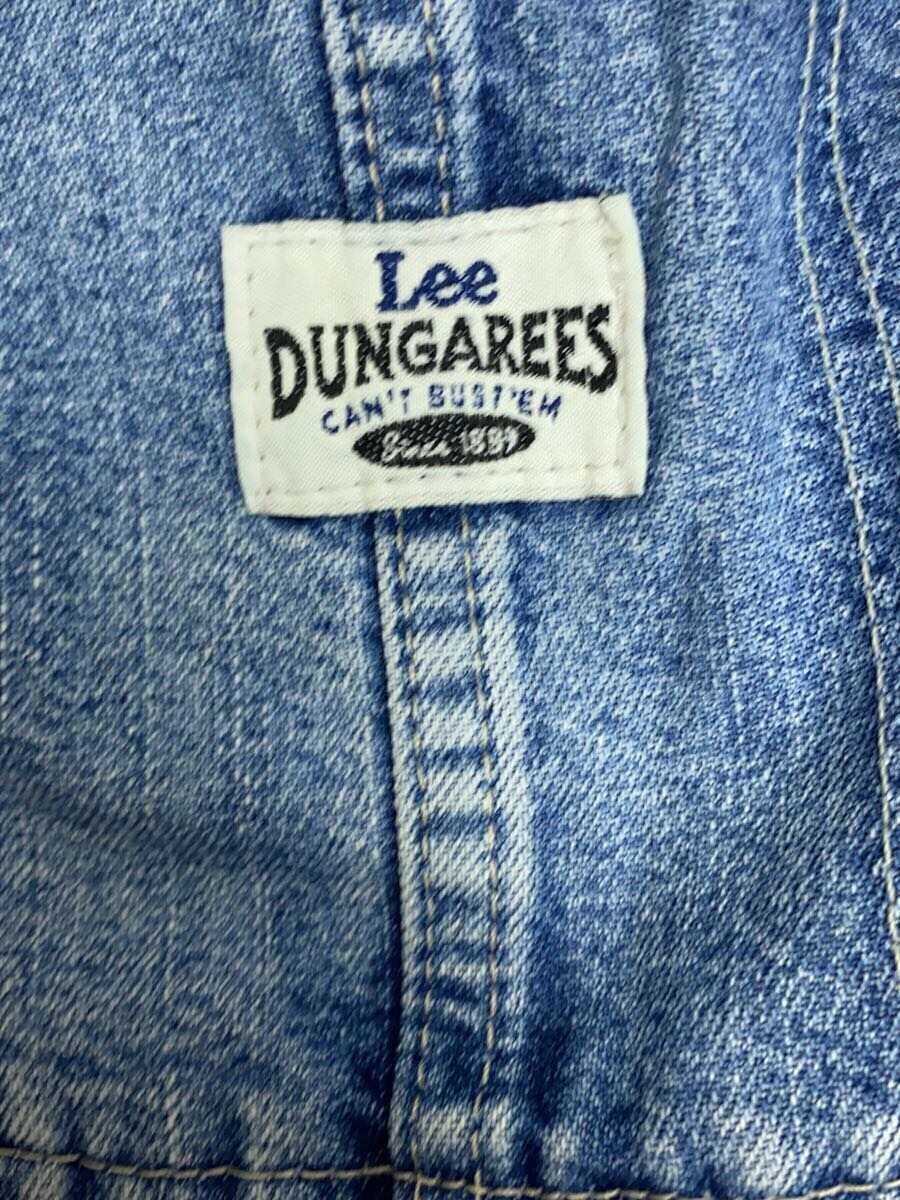 Lee
DUNGAREES
CAN'T BUST'EM
Since 1889